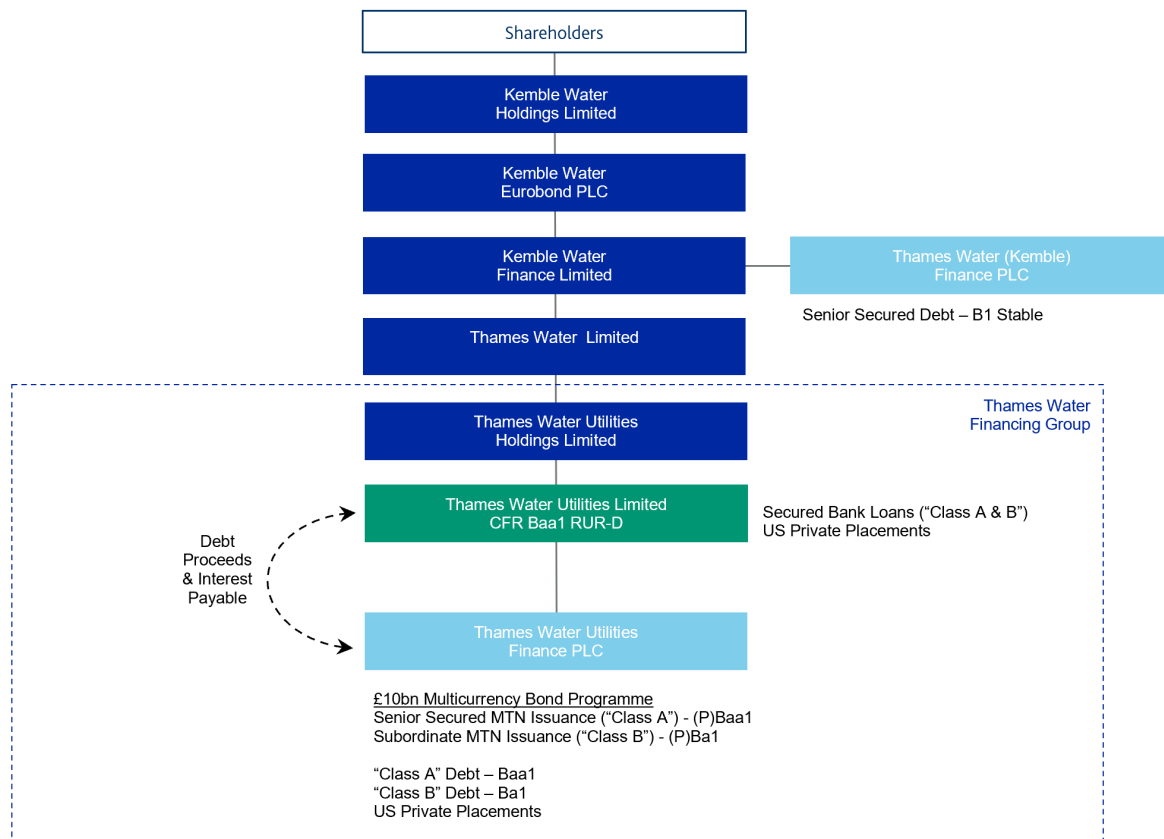 Shareholders
Kemble Water
Holdings Limited
Kemble Water
Eurobond PLC
Kemble Water
Finance Limited
Thames Water (Kemble)
Finance PLC
Senior Secured Debt – B1 Stable
Thames Water Limited
Thames Water
Financing Group
Thames Water Utilities
Holdings Limited
Thames Water Utilities Limited
CFR Baa1 RUR-D
Secured Bank Loans (“Class A & B”)
US Private Placements
Debt
Proceeds
& Interest
Payable
Thames Water Utilities
Finance PLC
£10bn Multicurrency Bond Programme
Senior Secured MTN Issuance (“Class A”) - (P)Baa1
Subordinate MTN Issuance (“Class B”) - (P)Ba1
“Class A” Debt – Baa1
“Class B” Debt – Ba1
US Private Placements